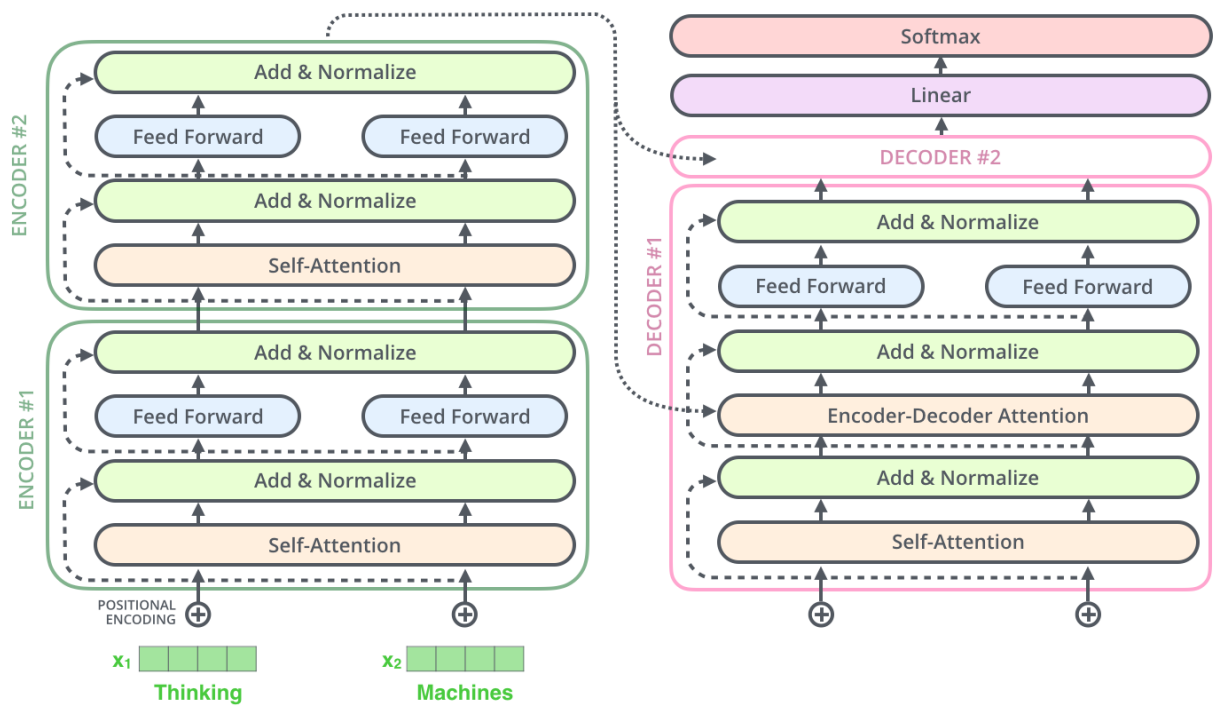 ENCODER #2
Add & Normalize
Feed Forward
Feed Forward
Add & Normalize
Self-Attention
ENCODER #1
Add & Normalize
Feed Forward
Feed Forward
Add & Normalize
Self-Attention
POSITIONAL
ENCODING
x1
x2
Thinking
Machines
Softmax
Linear
DECODER #2
DECODER #1
Add & Normalize
Feed Forward
Feed Forward
Add & Normalize
Encoder-Decoder Attention
Add & Normalize
Self-Attention